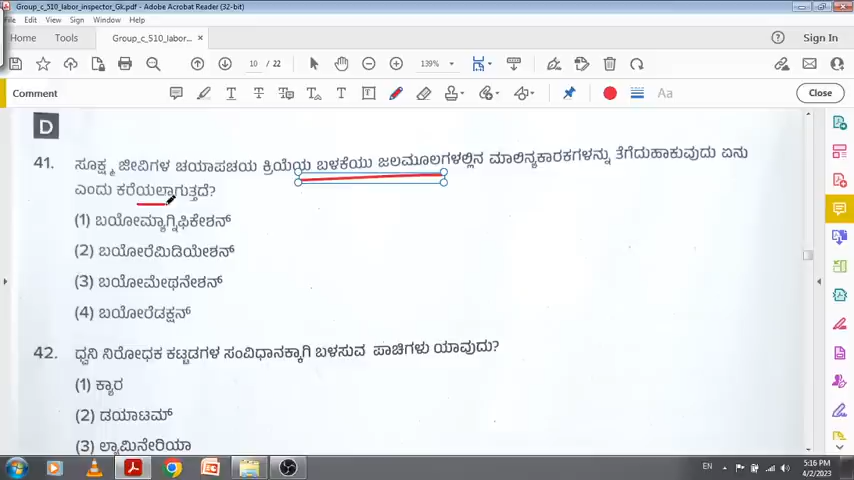 Group_c_510_labor_inspector_Gk.pdf - Adobe Acrobat Reader (32-bit)
File Edit View Sign Window Help
Home Tools Group_c_510_labor... × Sign In
10 / 22 139%
Comment Close
D
41. ಸೂಕ್ಷ್ಮ ಜೀವಿಗಳ ಚಯಾಪಚಯ ಕ್ರಿಯೆಯ ಬಳಕೆಯು ಜಲಮೂಲಗಳಲ್ಲಿನ ಮಾಲಿನ್ಯಕಾರಕಗಳನ್ನು ತೆಗೆದುಹಾಕುವುದು ಏನು
ಎಂದು ಕರೆಯಲ್ಪಾಗುತ್ತದೆ?
(1) ಬಯೋಮ್ಯಾಗ್ನಿಫಿಕೇಶನ್
(2) ಬಯೋರೆಮಿಡಿಯೇಶನ್
(3) ಬಯೋಮೇಥನೇಶನ್
(4) ಬಯೋರೆಡಕ್ಷನ್
42. ಧ್ವನಿ ನಿರೋಧಕ ಕಟ್ಟಡಗಳ ಸಂವಿಧಾನಕ್ಕಾಗಿ ಬಳಸುವ ಪಾಚಿಗಳು ಯಾವುದು?
(1) ಕ್ಯಾರ
(2) ಡಯಾಟಮ್
(3) ಲ್ಯಾಮಿನೇರಿಯಾ
EN 5:16 PM
4/2/2023